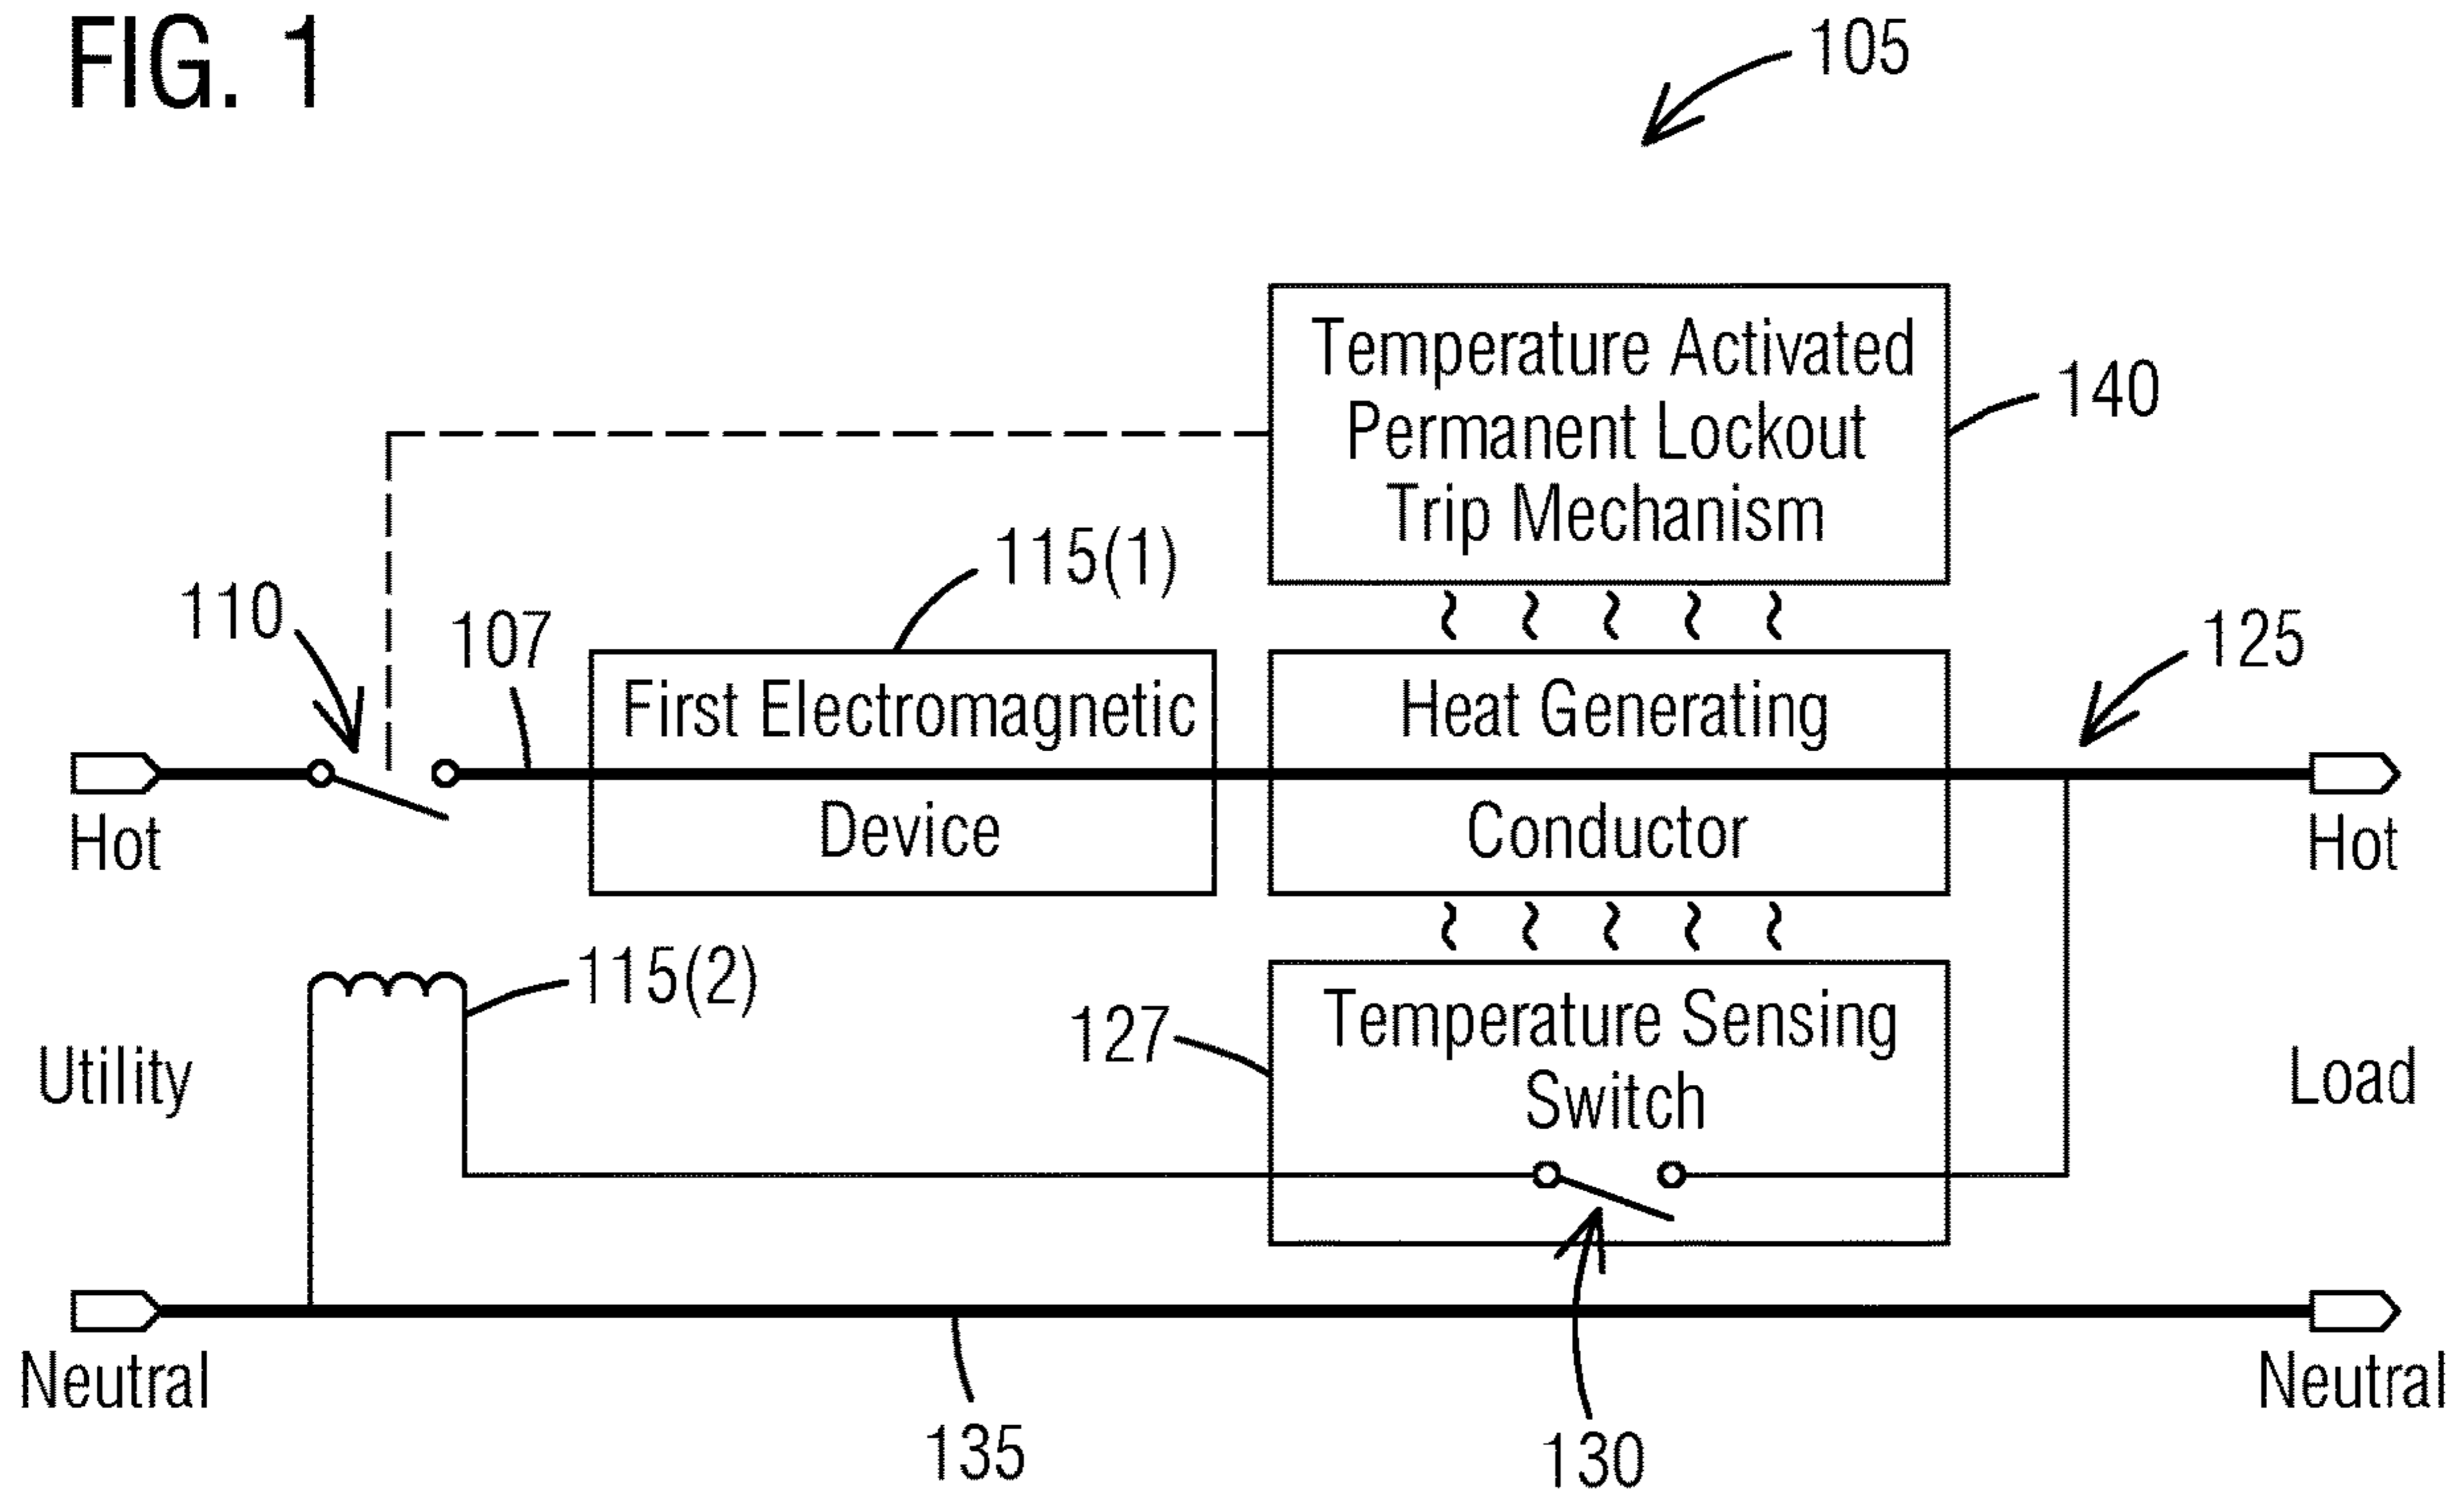 FIG. 1
105
Temperature Activated
Permanent Lockout
Trip Mechanism
140
115(1)
110
107
125
First Electromagnetic
Device
Heat Generating
Conductor
Hot
Hot
115(2)
127
Temperature Sensing
Switch
Utility
Load
Neutral
Neutral
135
130